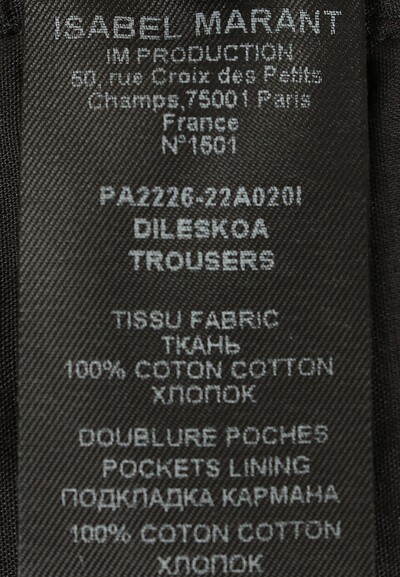 ISABEL MARANT
IM PRODUCTION
50, rue Croix des Petits
Champs,75001 Paris
France
N°1501
PA2226-22A020I
DILESKOA
TROUSERS
TISSU FABRIC
ТКАНЬ
100% COTON COTTON
ХЛОПОК
DOUBLURE POCHES
POCKETS LINING
ПОДКЛАДКА КАРМАНА
100% COTON COTTON
ХЛОПОК